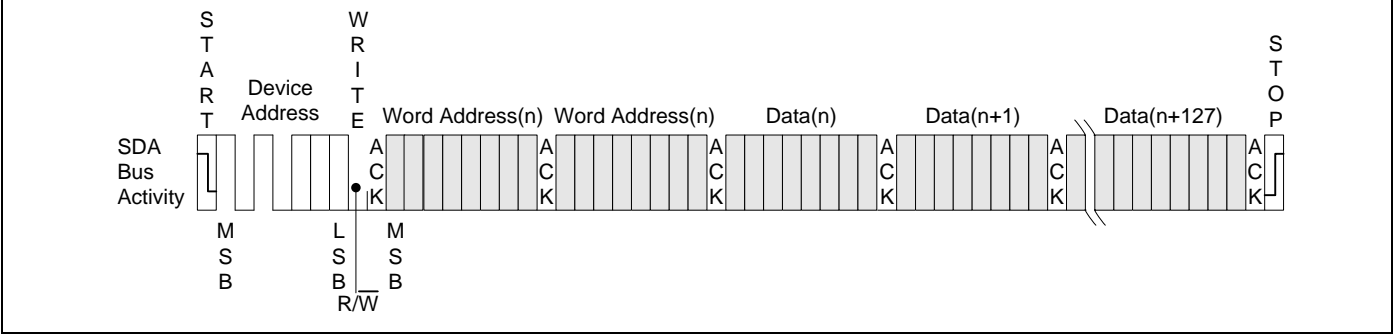 START
WRITE
STOP
Device
Address
Word Address(n)
Word Address(n)
Data(n)
Data(n+1)
Data(n+127)
SDA
Bus
Activity
ACK
ACK
ACK
ACK
ACK
ACK
MSB
LSB
MSB
R/W̅